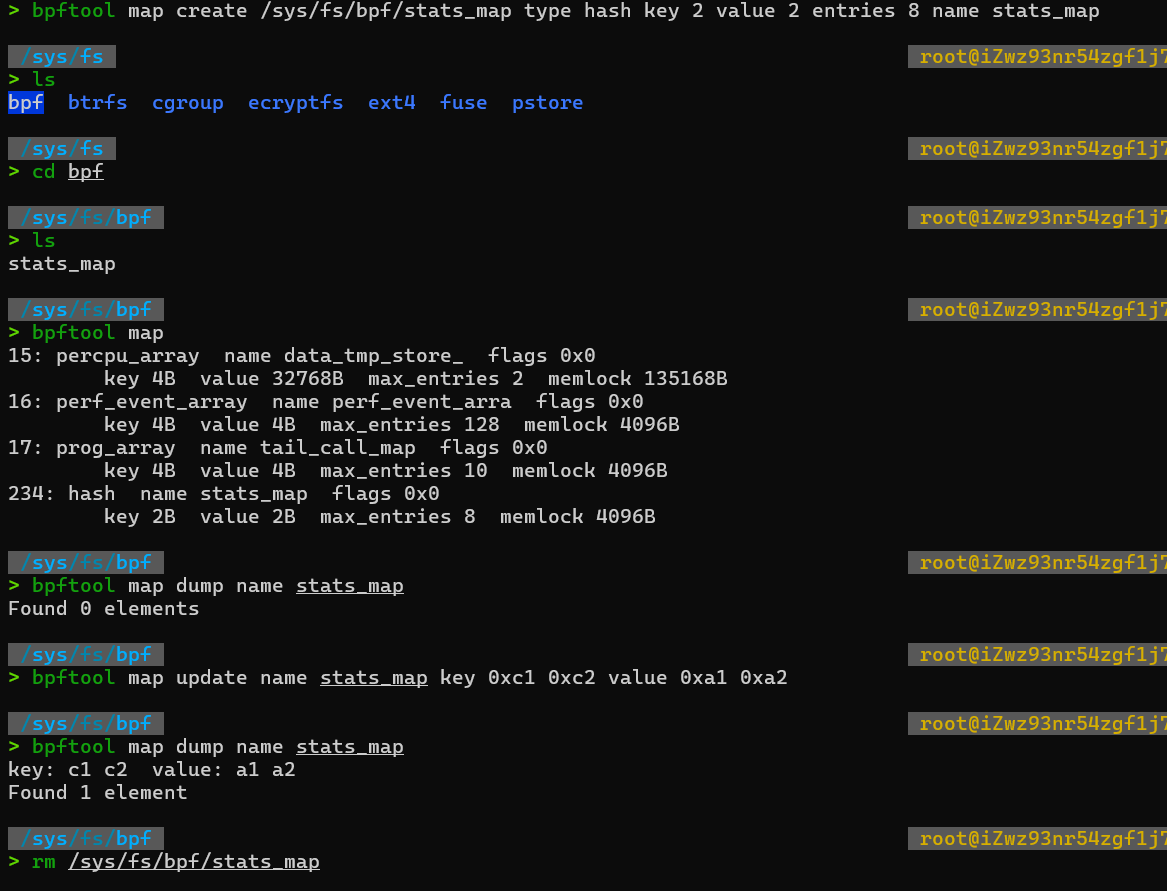 > bpftool map create /sys/fs/bpf/stats_map type hash key 2 value 2 entries 8 name stats_map
/sys/fs root@iZwz93nr54zgf1j7
> ls
bpf btrfs cgroup ecryptfs ext4 fuse pstore
/sys/fs root@iZwz93nr54zgf1j7
> cd bpf
/sys/fs/bpf root@iZwz93nr54zgf1j7
> ls
stats_map
/sys/fs/bpf root@iZwz93nr54zgf1j7
> bpftool map
15: percpu_array name data_tmp_store_ flags 0x0
key 4B value 32768B max_entries 2 memlock 135168B
16: perf_event_array name perf_event_arra flags 0x0
key 4B value 4B max_entries 128 memlock 4096B
17: prog_array name tail_call_map flags 0x0
key 4B value 4B max_entries 10 memlock 4096B
234: hash name stats_map flags 0x0
key 2B value 2B max_entries 8 memlock 4096B
/sys/fs/bpf root@iZwz93nr54zgf1j7
> bpftool map dump name stats_map
Found 0 elements
/sys/fs/bpf root@iZwz93nr54zgf1j7
> bpftool map update name stats_map key 0xc1 0xc2 value 0xa1 0xa2
/sys/fs/bpf root@iZwz93nr54zgf1j7
> bpftool map dump name stats_map
key: c1 c2 value: a1 a2
Found 1 element
/sys/fs/bpf root@iZwz93nr54zgf1j7
> rm /sys/fs/bpf/stats_map